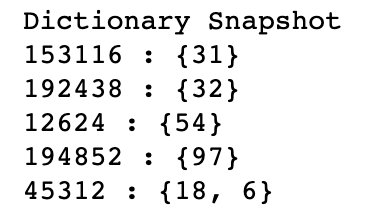 Dictionary Snapshot
153116 : {31}
192438 : {32}
12624 : {54}
194852 : {97}
45312 : {18, 6}